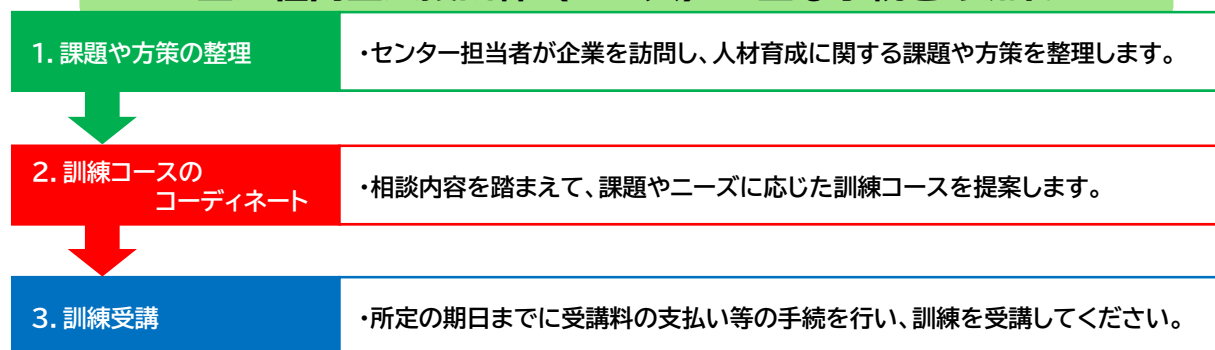 1. 課題や方策の整理
・センター担当者が企業を訪問し、人材育成に関する課題や方策を整理します。
2. 訓練コースの
コーディネート
・相談内容を踏まえて、課題やニーズに応じた訓練コースを提案します。
3. 訓練受講
・所定の期日までに受講料の支払い等の手続を行い、訓練を受講してください。